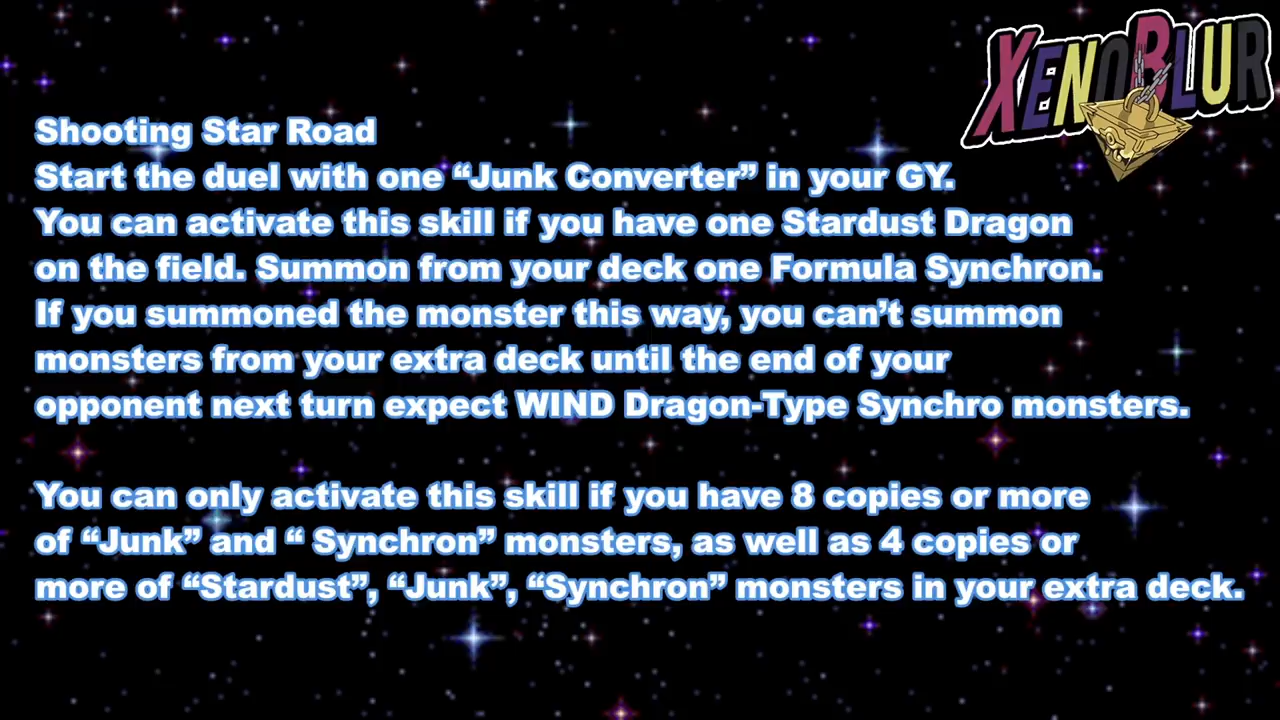 XENOBLUR
Shooting Star Road
Start the duel with one “Junk Converter” in your GY.
You can activate this skill if you have one Stardust Dragon
on the field. Summon from your deck one Formula Synchron.
If you summoned the monster this way, you can’t summon
monsters from your extra deck until the end of your
opponent next turn expect WIND Dragon-Type Synchro monsters.
You can only activate this skill if you have 8 copies or more
of “Junk” and “ Synchron” monsters, as well as 4 copies or
more of “Stardust”, “Junk”, “Synchron” monsters in your extra deck.